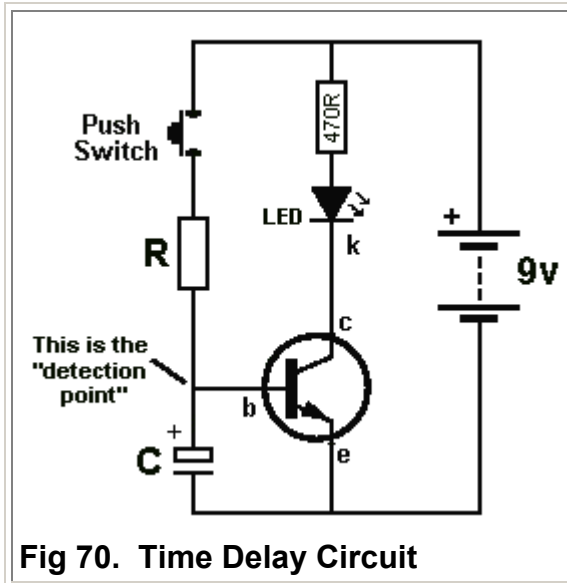 Push
Switch
470R
LED
k
+
9v
R
c
This is the
"detection
point"
b
+
C
e
Fig 70. Time Delay Circuit